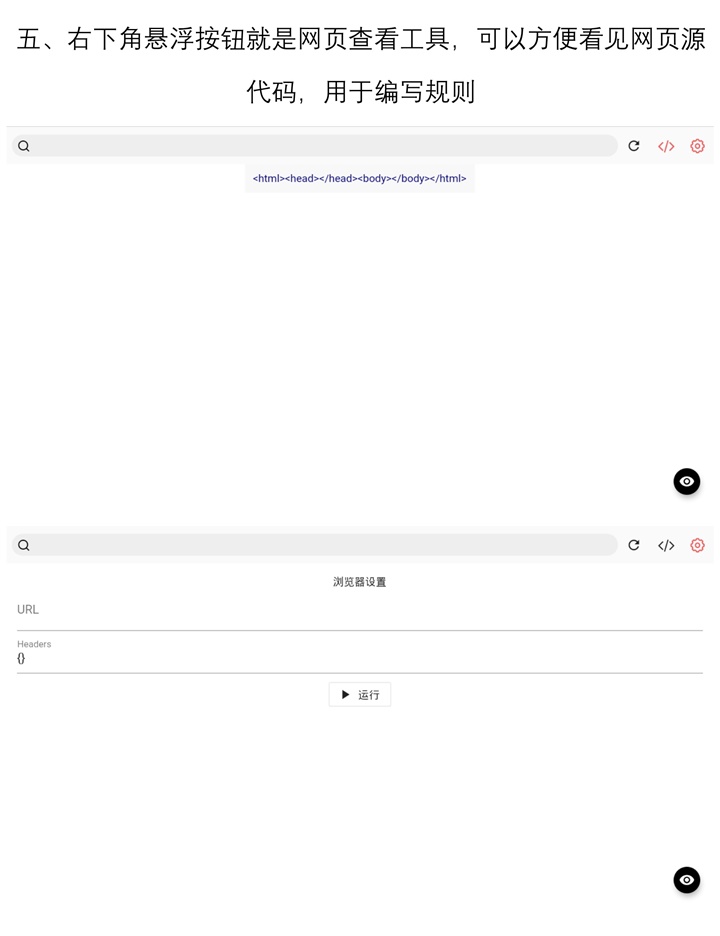 五、右下角悬浮按钮就是网页查看工具，可以方便看见网页源
代码，用于编写规则
<html><head></head><body></body></html>
浏览器设置
URL
Headers
{}
运行